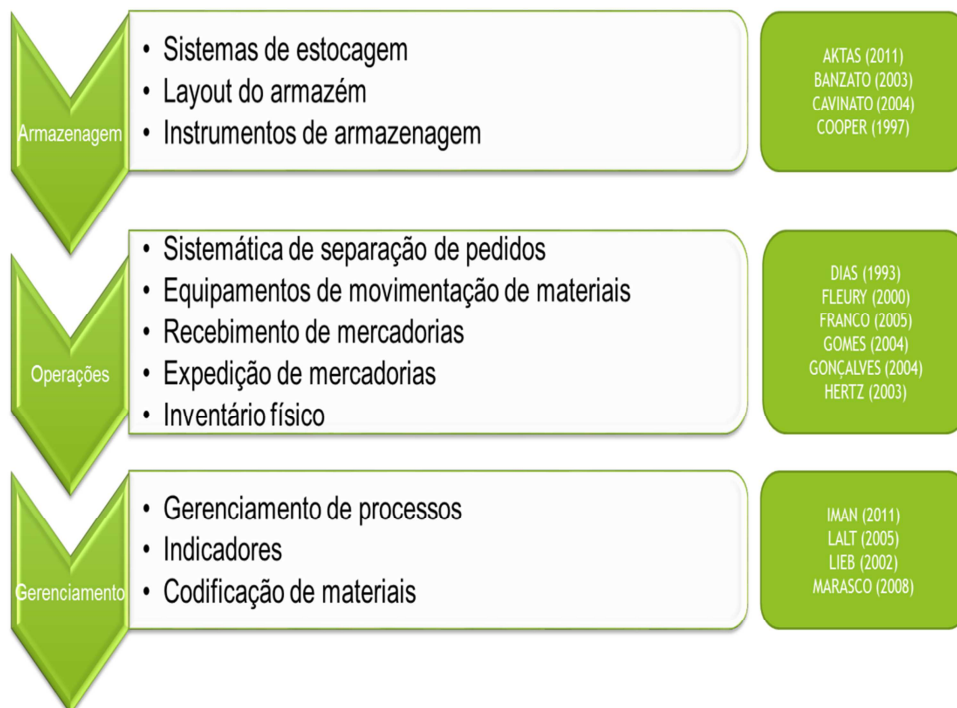 Armazenagem
• Sistemas de estocagem
• Layout do armazém
• Instrumentos de armazenagem
AKTAS (2011)
BANZATO (2003)
CAVINATO (2004)
COOPER (1997)
Operações
• Sistemática de separação de pedidos
• Equipamentos de movimentação de materiais
• Recebimento de mercadorias
• Expedição de mercadorias
• Inventário físico
DIAS (1993)
FLEURY (2000)
FRANCO (2005)
GOMES (2004)
GONÇALVES (2004)
HERTZ (2003)
Gerenciamento
• Gerenciamento de processos
• Indicadores
• Codificação de materiais
IMAN (2011)
LALT (2005)
LIEB (2002)
MARASCO (2008)